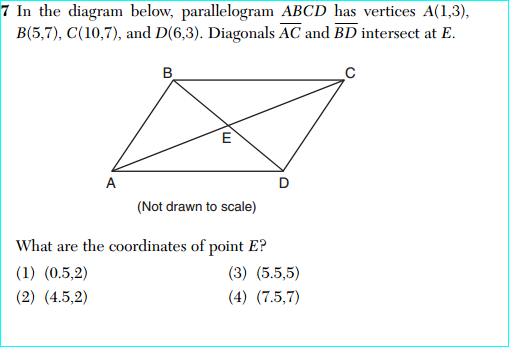 7 In the diagram below, parallelogram ABCD has vertices A(1,3),
B(5,7), C(10,7), and D(6,3). Diagonals A̅C̅ and B̅D̅ intersect at E.
B
C
E
A
D
(Not drawn to scale)
What are the coordinates of point E?
(1) (0.5,2) (3) (5.5,5)
(2) (4.5,2) (4) (7.5,7)